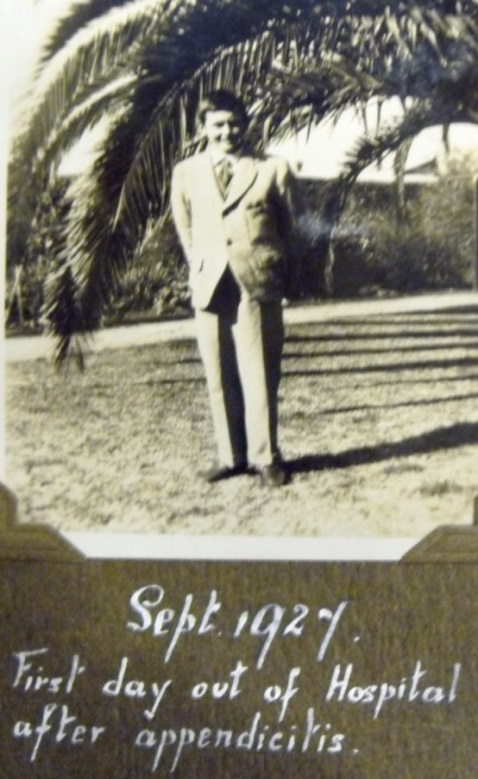 Sept. 1927.
First day out of Hospital
after appendicitis.